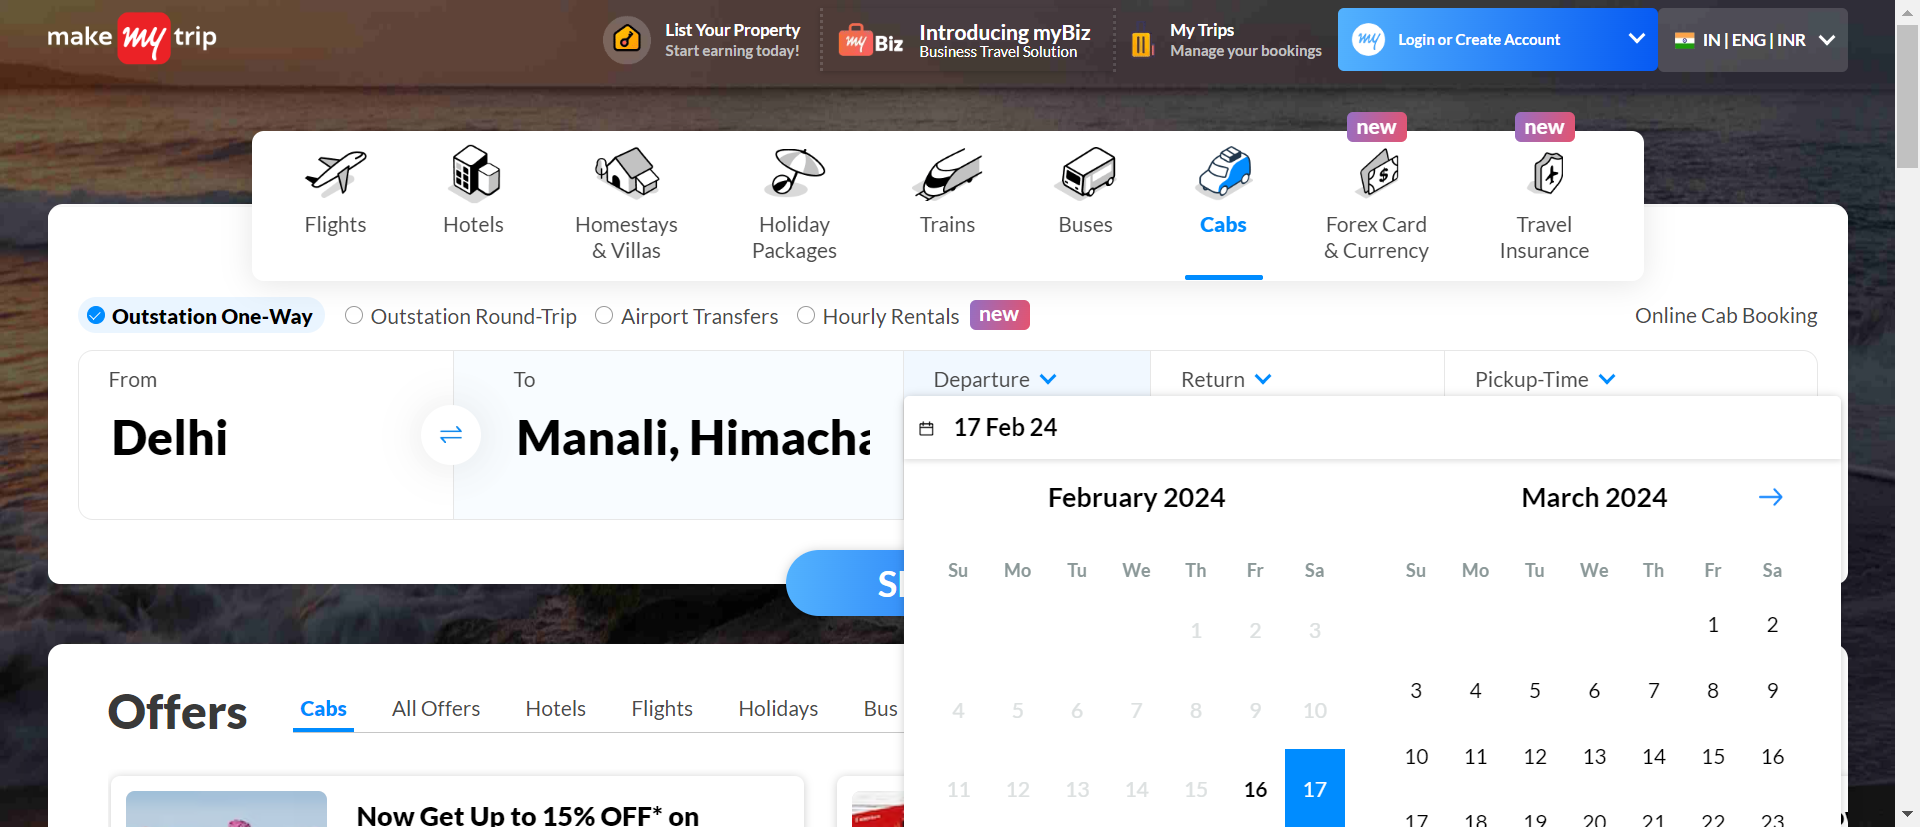 make my trip
List Your Property
Start earning today!
my Biz
Introducing myBiz
Business Travel Solution
My Trips
Manage your bookings
my
Login or Create Account
IN | ENG | INR
new
new
Flights
Hotels
Homestays
& Villas
Holiday
Packages
Trains
Buses
Cabs
Forex Card
& Currency
Travel
Insurance
Outstation One-Way
Outstation Round-Trip
Airport Transfers
Hourly Rentals
new
Online Cab Booking
From
To
Departure
Return
Pickup-Time
Delhi
Manali, Himacha
17 Feb 24
February 2024
March 2024
Su Mo Tu We Th Fr Sa
Su Mo Tu We Th Fr Sa
1 2 3
1 2
4 5 6 7 8 9 10
3 4 5 6 7 8 9
11 12 13 14 15 16 17
10 11 12 13 14 15 16
17 18 19 20 21 22 23
Offers
Cabs
All Offers
Hotels
Flights
Holidays
Bus
Now Get Up to 15% OFF* on